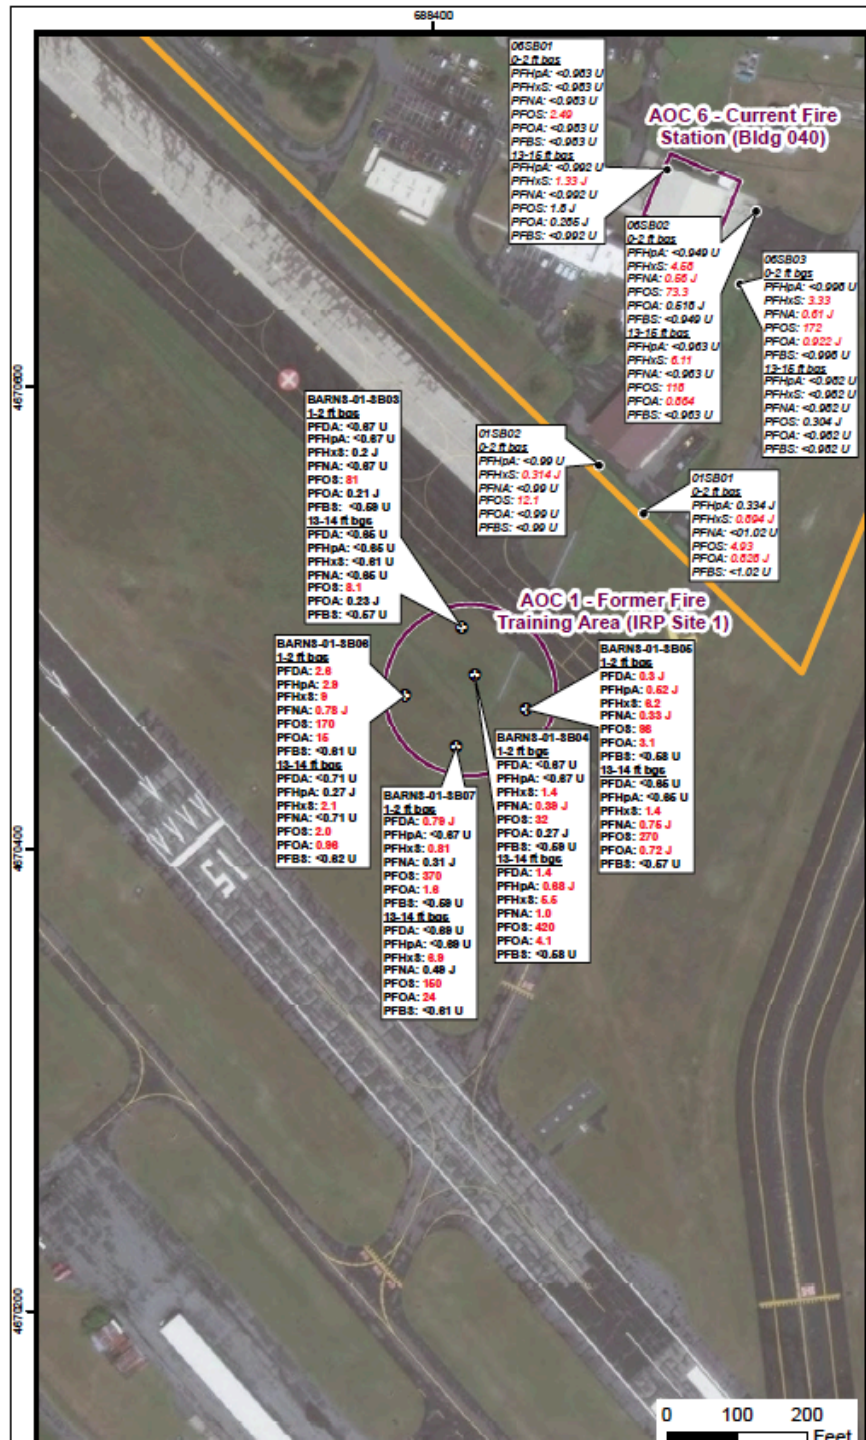 688400
06SB01
0-2 ft bgs
PFHpA: <0.963 U
PFHxS: <0.963 U
PFNA: <0.963 U
PFOS: 2.49
PFOA: <0.963 U
PFBS: <0.963 U
13-15 ft bgs
PFHpA: <0.992 U
PFHxS: 1.33 J
PFNA: <0.992 U
PFOS: 1.6 J
PFOA: 0.265 J
PFBS: <0.992 U
AOC 6 - Current Fire
Station (Bldg 040)
06SB02
0-2 ft bgs
PFHpA: <0.949 U
PFHxS: 4.56
PFNA: 0.56 J
PFOS: 73.3
PFOA: 0.516 J
PFBS: <0.949 U
13-15 ft bgs
PFHpA: <0.963 U
PFHxS: 6.11
PFNA: <0.963 U
PFOS: 116
PFOA: 0.864
PFBS: <0.963 U
06SB03
0-2 ft bgs
PFHpA: <0.996 U
PFHxS: 3.33
PFNA: 0.61 J
PFOS: 172
PFOA: 0.922 J
PFBS: <0.996 U
13-15 ft bgs
PFHpA: <0.962 U
PFHxS: <0.962 U
PFNA: <0.962 U
PFOS: 0.304 J
PFOA: <0.962 U
PFBS: <0.962 U
4670600
BARNS-01-SB03
1-2 ft bgs
PFDA: <0.67 U
PFHpA: <0.67 U
PFHxS: 0.2 J
PFNA: <0.67 U
PFOS: 81
PFOA: 0.21 J
PFBS: <0.59 U
13-14 ft bgs
PFDA: <0.65 U
PFHpA: <0.65 U
PFHxS: <0.61 U
PFNA: <0.65 U
PFOS: 8.1
PFOA: 0.23 J
PFBS: <0.57 U
01SB02
0-2 ft bgs
PFHpA: <0.99 U
PFHxS: 0.314 J
PFNA: <0.99 U
PFOS: 12.1
PFOA: <0.99 U
PFBS: <0.99 U
01SB01
0-2 ft bgs
PFHpA: 0.334 J
PFHxS: 0.694 J
PFNA: <01.02 U
PFOS: 4.93
PFOA: 0.626 J
PFBS: <1.02 U
AOC 1 - Former Fire
Training Area (IRP Site 1)
BARNS-01-SB06
1-2 ft bgs
PFDA: 2.6
PFHpA: 2.9
PFHxS: 9
PFNA: 0.78 J
PFOS: 170
PFOA: 15
PFBS: <0.61 U
13-14 ft bgs
PFDA: <0.71 U
PFHpA: 0.27 J
PFHxS: 2.1
PFNA: <0.71 U
PFOS: 2.0
PFOA: 0.96
PFBS: <0.62 U
BARNS-01-SB05
1-2 ft bgs
PFDA: 0.3 J
PFHpA: 0.52 J
PFHxS: 6.2
PFNA: 0.33 J
PFOS: 96
PFOA: 3.1
PFBS: <0.58 U
13-14 ft bgs
PFDA: <0.65 U
PFHpA: <0.65 U
PFHxS: 1.4
PFNA: 0.75 J
PFOS: 270
PFOA: 0.72 J
PFBS: <0.57 U
BARNS-01-SB04
1-2 ft bgs
PFDA: <0.67 U
PFHpA: <0.67 U
PFHxS: 1.4
PFNA: 0.39 J
PFOS: 32
PFOA: 0.27 J
PFBS: <0.59 U
13-14 ft bgs
PFDA: 1.4
PFHpA: 0.68 J
PFHxS: 5.5
PFNA: 1.0
PFOS: 420
PFOA: 4.1
PFBS: <0.58 U
BARNS-01-SB07
1-2 ft bgs
PFDA: 0.79 J
PFHpA: <0.67 U
PFHxS: 0.81
PFNA: 0.31 J
PFOS: 370
PFOA: 1.6
PFBS: <0.59 U
13-14 ft bgs
PFDA: <0.69 U
PFHpA: <0.69 U
PFHxS: 6.9
PFNA: 0.49 J
PFOS: 150
PFOA: 24
PFBS: <0.61 U
4670400
15
4670200
0 100 200
Feet